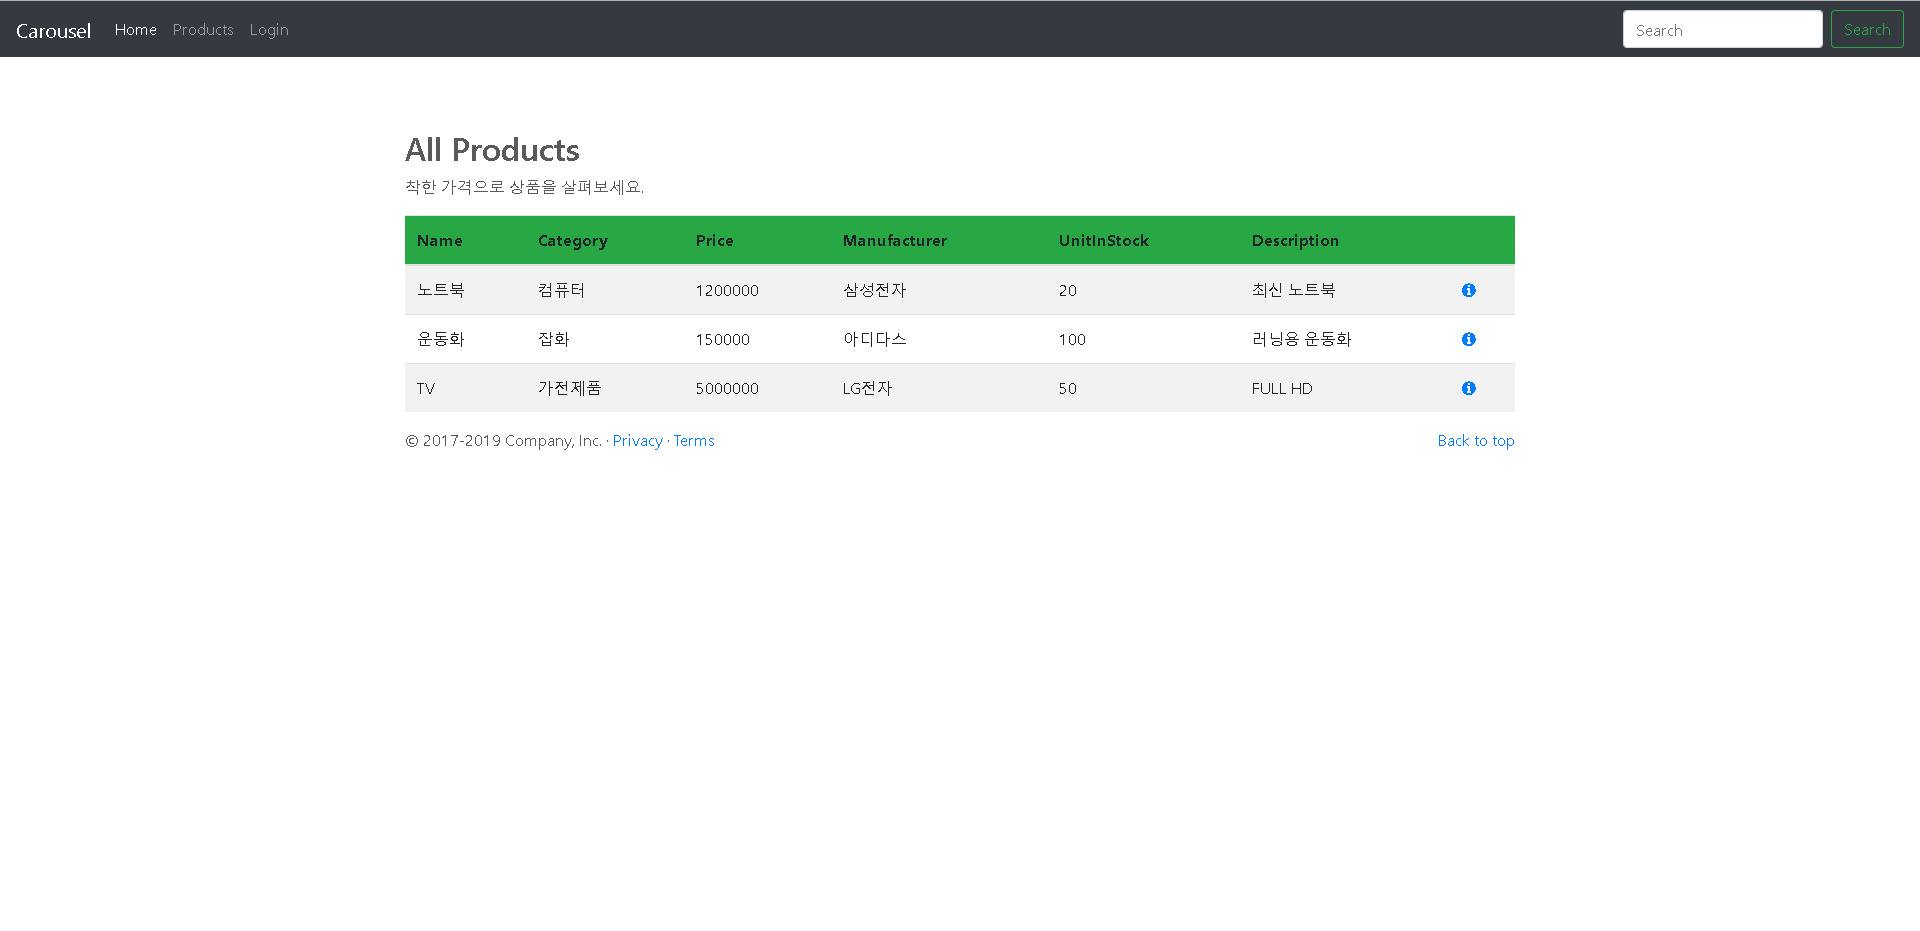 Carousel Home Products Login Search Search
All Products
착한 가격으로 상품을 살펴보세요.
Name Category Price Manufacturer UnitInStock Description
노트북 컴퓨터 1200000 삼성전자 20 최신 노트북
운동화 잡화 150000 아디다스 100 러닝용 운동화
TV 가전제품 5000000 LG전자 50 FULL HD
© 2017-2019 Company, Inc. · Privacy · Terms Back to top